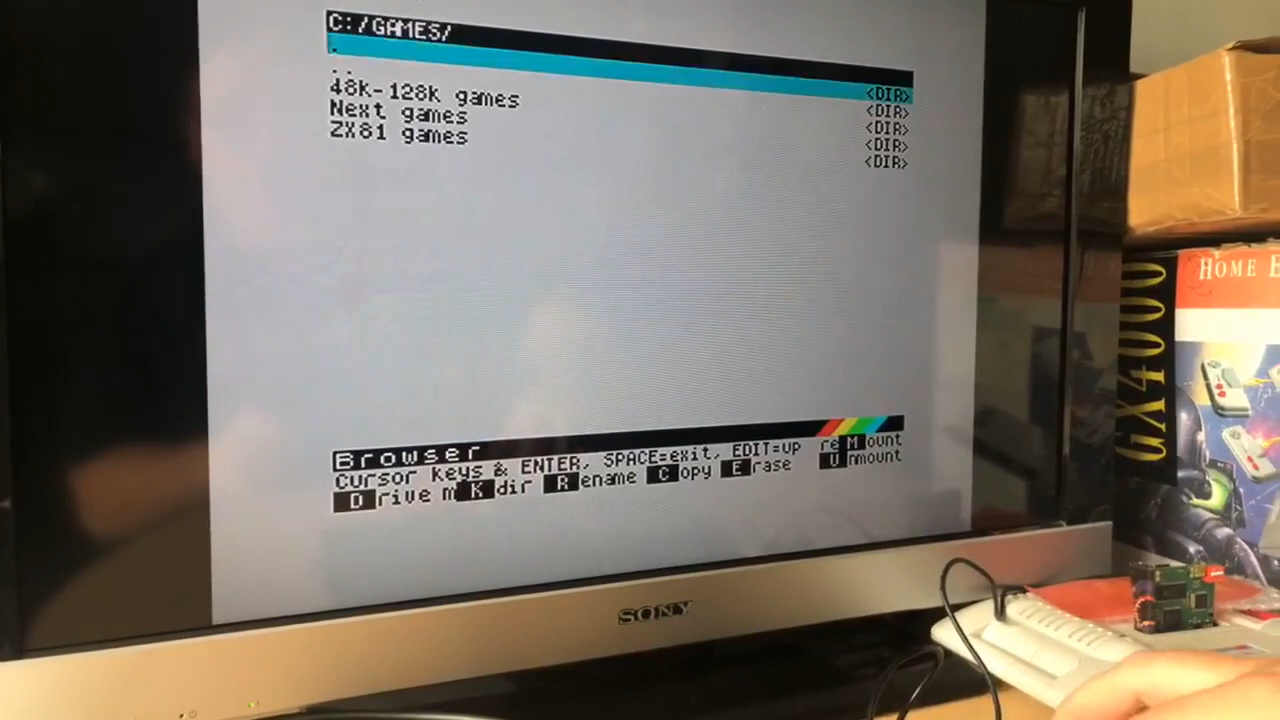 C:/GAMES/
. <DIR>
.. <DIR>
48K-128K games <DIR>
Next games <DIR>
ZX81 games <DIR>
Browser
Cursor keys & ENTER, SPACE=exit, EDIT=up reMount
Drive mKdir Rename Copy Erase Unmount
SONY
GX4000
HOME E